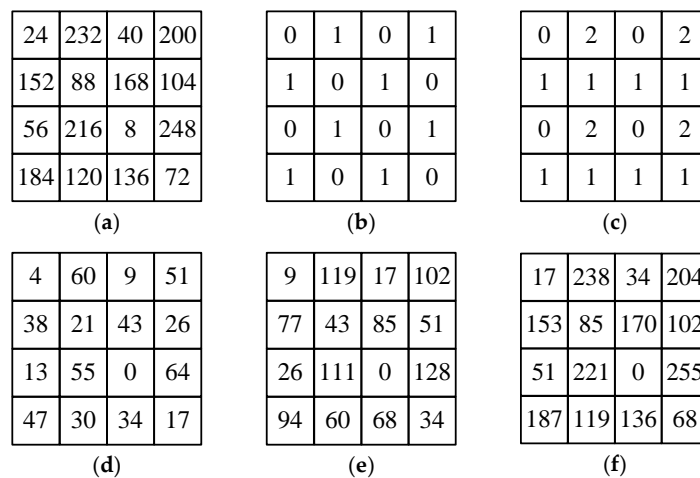 24 232 40 200
152 88 168 104
56 216 8 248
184 120 136 72
(a)
0 1 0 1
1 0 1 0
0 1 0 1
1 0 1 0
(b)
0 2 0 2
1 1 1 1
0 2 0 2
1 1 1 1
(c)
4 60 9 51
38 21 43 26
13 55 0 64
47 30 34 17
(d)
9 119 17 102
77 43 85 51
26 111 0 128
94 60 68 34
(e)
17 238 34 204
153 85 170 102
51 221 0 255
187 119 136 68
(f)